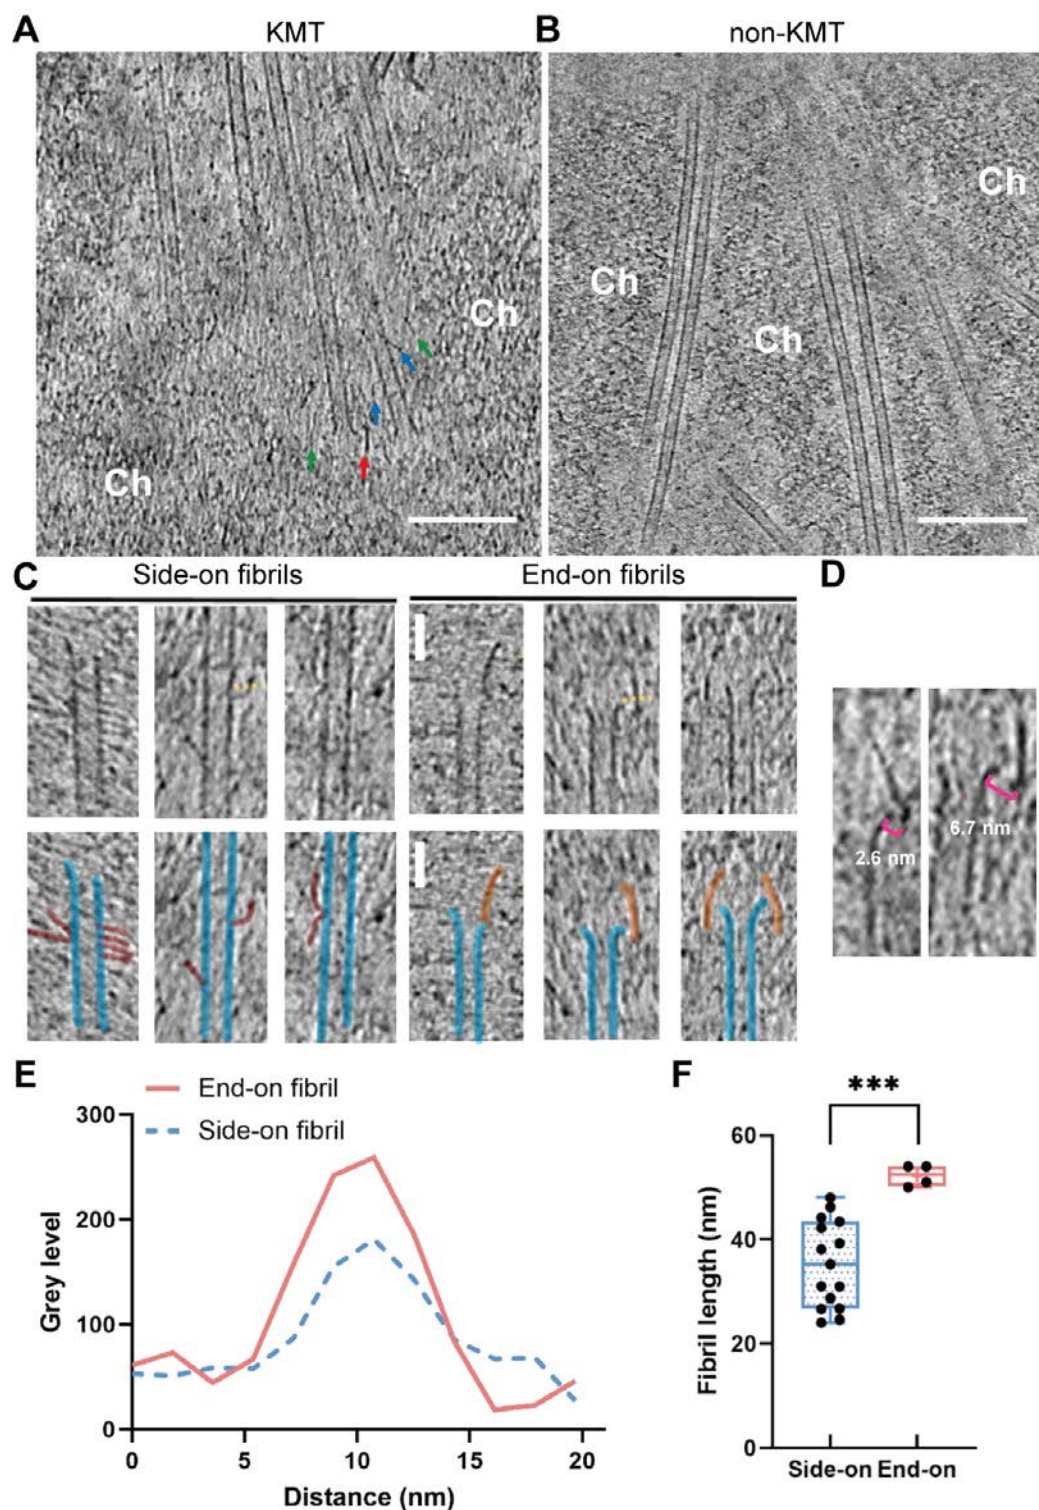 A KMT
B non-KMT
Ch
Ch
Ch
Ch
Ch
C Side-on fibrils
End-on fibrils
D
2.6 nm
6.7 nm
E
End-on fibril
Side-on fibril
300
200
100
0
Grey level
0 5 10 15 20
Distance (nm)
F
***
60
40
20
0
Fibril length (nm)
Side-on End-on